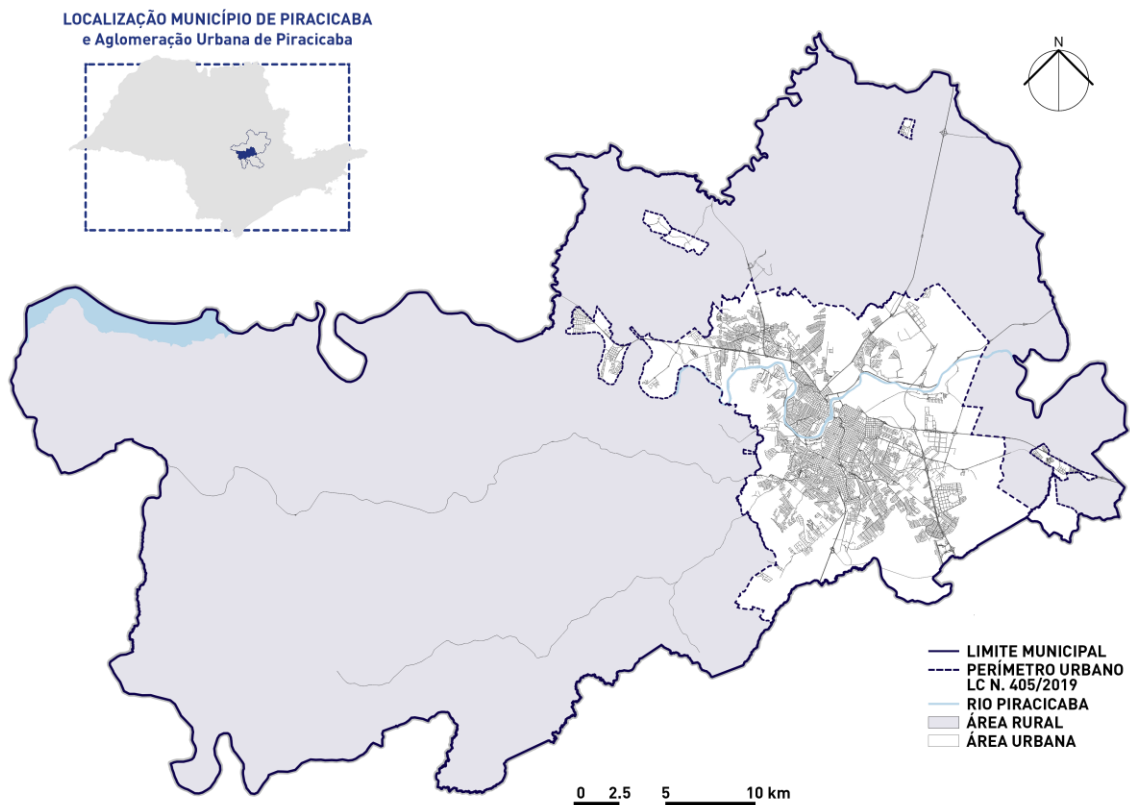 LOCALIZAÇÃO MUNICÍPIO DE PIRACICABA
e Aglomeração Urbana de Piracicaba
N
LIMITE MUNICIPAL
PERÍMETRO URBANO
LC N. 405/2019
RIO PIRACICABA
ÁREA RURAL
ÁREA URBANA
0 2.5 5 10 km